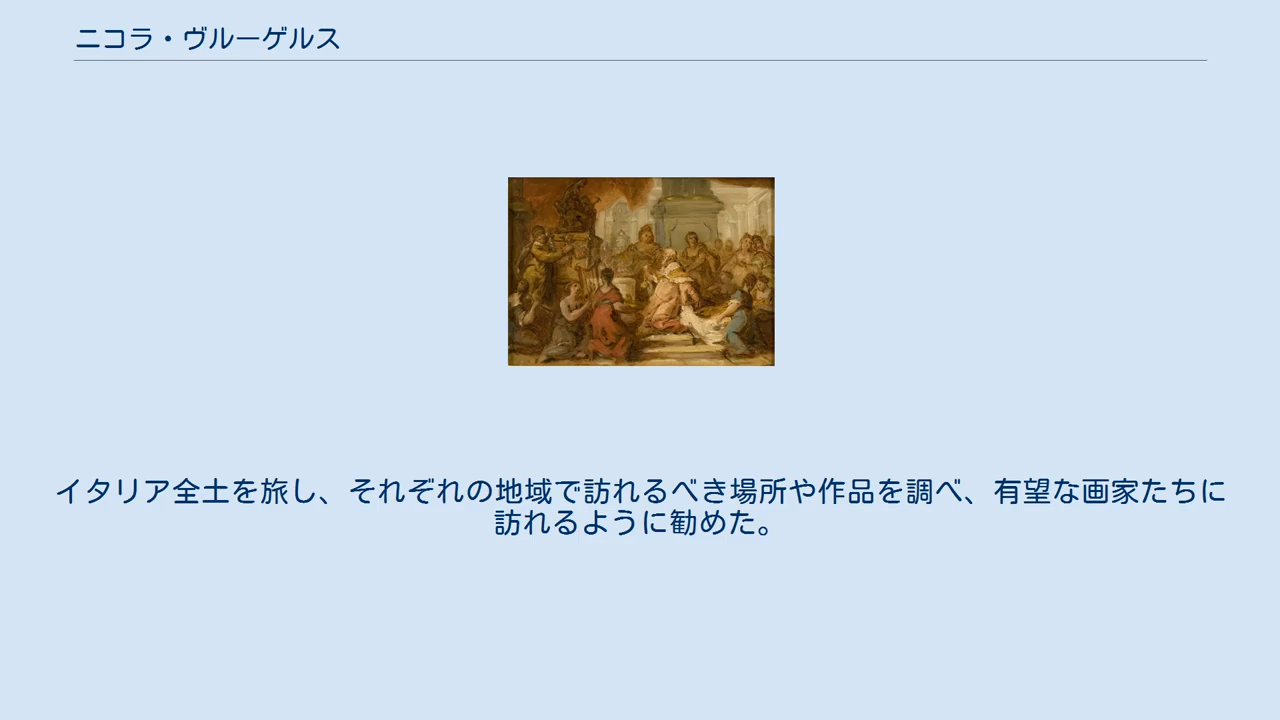 ニコラ・ヴルーゲルス
イタリア全土を旅し、それぞれの地域で訪れるべき場所や作品を調べ、有望な画家たちに
訪れるように勧めた。